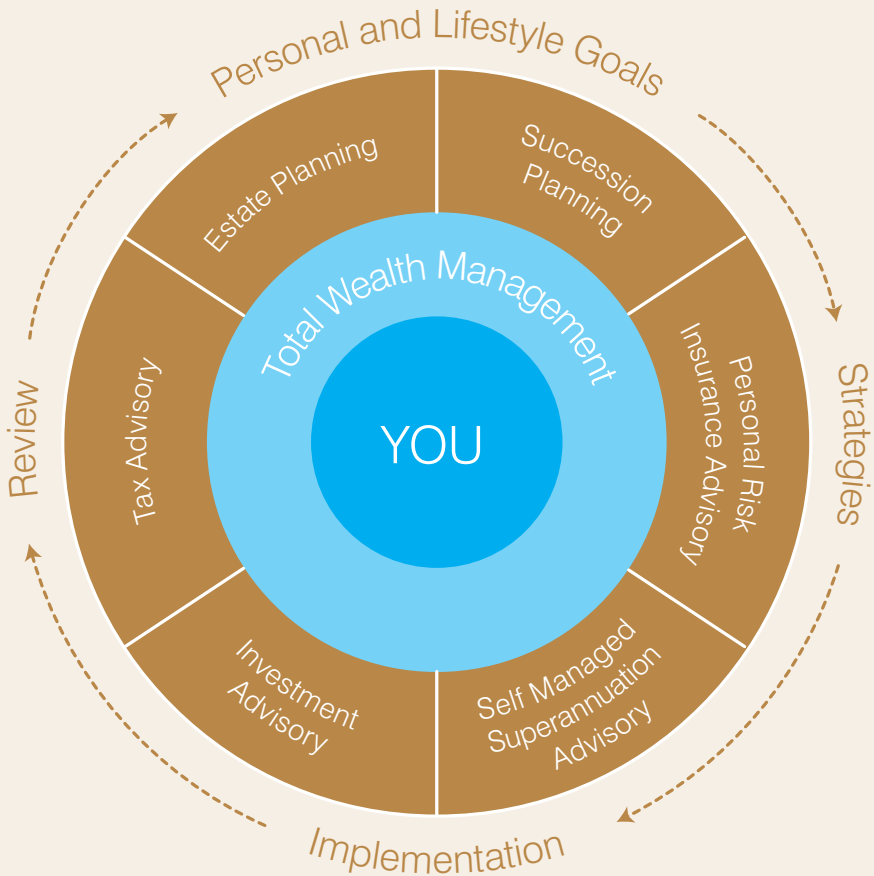 Personal and Lifestyle Goals
Strategies
Implementation
Review
Estate Planning
Succession
Planning
Personal Risk
Insurance Advisory
Self Managed
Superannuation
Advisory
Investment
Advisory
Tax Advisory
Total Wealth Management
YOU